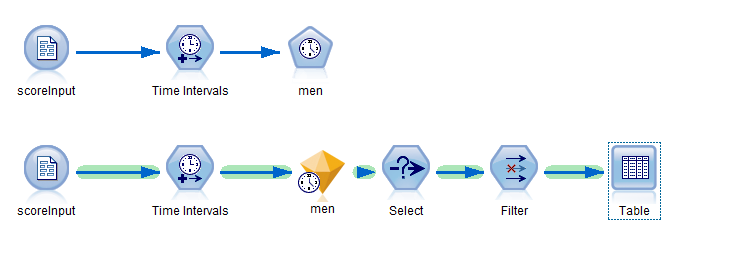 scoreInput
Time Intervals
men
scoreInput
Time Intervals
men
Select
Filter
Table